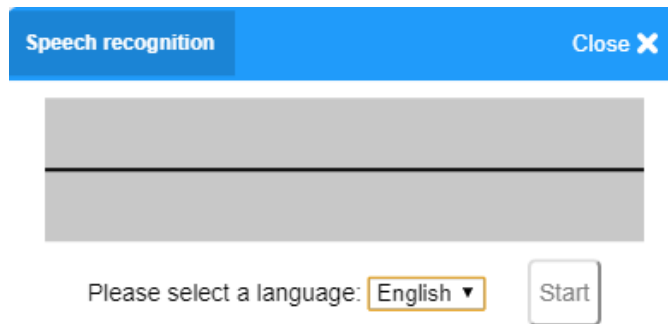 Speech recognition Close ✕
Please select a language: English ▼ Start